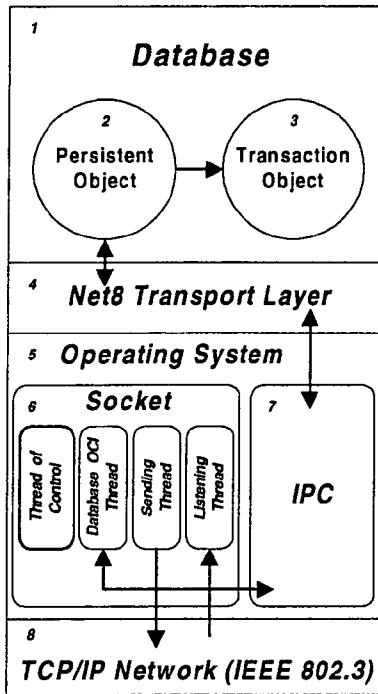 1
Database
2
Persistent
Object
3
Transaction
Object
4
Net8 Transport Layer
5
Operating System
6
Socket
Thread of
Control
Database OCI
Thread
Sending
Thread
Listening
Thread
7
IPC
8
TCP/IP Network (IEEE 802.3)